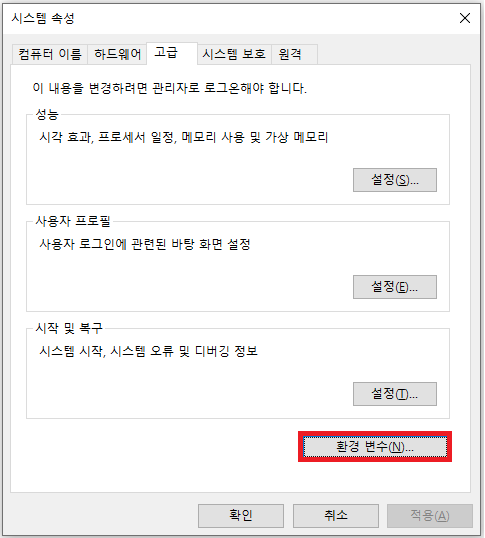 시스템 속성
컴퓨터 이름 하드웨어 고급 시스템 보호 원격
이 내용을 변경하려면 관리자로 로그온해야 합니다.
성능
시각 효과, 프로세서 일정, 메모리 사용 및 가상 메모리
설정(S)...
사용자 프로필
사용자 로그인에 관련된 바탕 화면 설정
설정(E)...
시작 및 복구
시스템 시작, 시스템 오류 및 디버깅 정보
설정(T)...
환경 변수(N)...
확인 취소 적용(A)